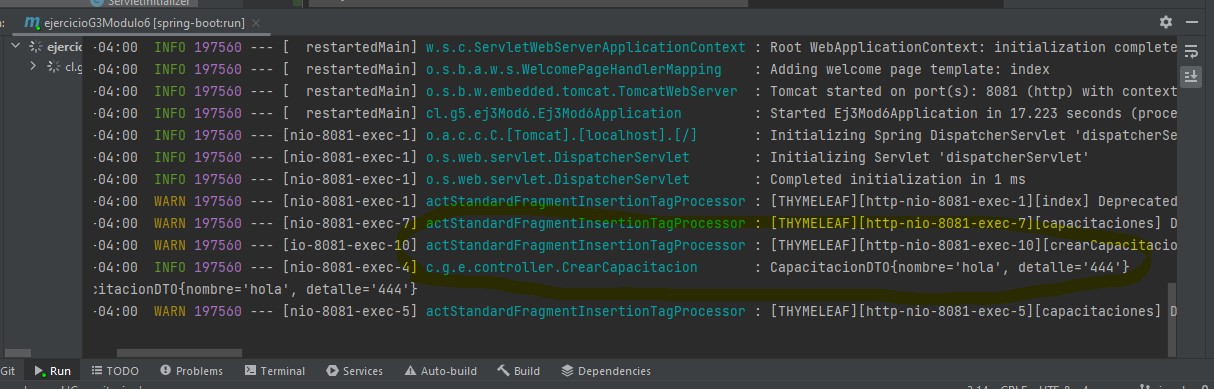 ServletInitializer
n: ejercicioG3Modulo6 [spring-boot:run] ×
ejercic
cl.g
-04:00 INFO 197560 --- [ restartedMain] w.s.c.ServletWebServerApplicationContext : Root WebApplicationContext: initialization complete
-04:00 INFO 197560 --- [ restartedMain] o.s.b.a.w.s.WelcomePageHandlerMapping : Adding welcome page template: index
-04:00 INFO 197560 --- [ restartedMain] o.s.b.w.embedded.tomcat.TomcatWebServer : Tomcat started on port(s): 8081 (http) with context
-04:00 INFO 197560 --- [ restartedMain] cl.g5.ej3Mod6.Ej3Mod6Application : Started Ej3Mod6Application in 17.223 seconds (proce
-04:00 INFO 197560 --- [nio-8081-exec-1] o.a.c.c.C.[Tomcat].[localhost].[/] : Initializing Spring DispatcherServlet 'dispatcherSe
-04:00 INFO 197560 --- [nio-8081-exec-1] o.s.web.servlet.DispatcherServlet : Initializing Servlet 'dispatcherServlet'
-04:00 INFO 197560 --- [nio-8081-exec-1] o.s.web.servlet.DispatcherServlet : Completed initialization in 1 ms
-04:00 WARN 197560 --- [nio-8081-exec-1] actStandardFragmentInsertionTagProcessor : [THYMELEAF][http-nio-8081-exec-1][index] Deprecated
-04:00 WARN 197560 --- [nio-8081-exec-7] actStandardFragmentInsertionTagProcessor : [THYMELEAF][http-nio-8081-exec-7][capacitaciones] D
-04:00 WARN 197560 --- [io-8081-exec-10] actStandardFragmentInsertionTagProcessor : [THYMELEAF][http-nio-8081-exec-10][crearCapacitacio
-04:00 INFO 197560 --- [nio-8081-exec-4] c.g.e.controller.CrearCapacitacion : CapacitacionDTO{nombre='hola', detalle='444'}
citacionDTO{nombre='hola', detalle='444'}
-04:00 WARN 197560 --- [nio-8081-exec-5] actStandardFragmentInsertionTagProcessor : [THYMELEAF][http-nio-8081-exec-5][capacitaciones] D
Git Run TODO Problems Terminal Services Auto-build Build Dependencies